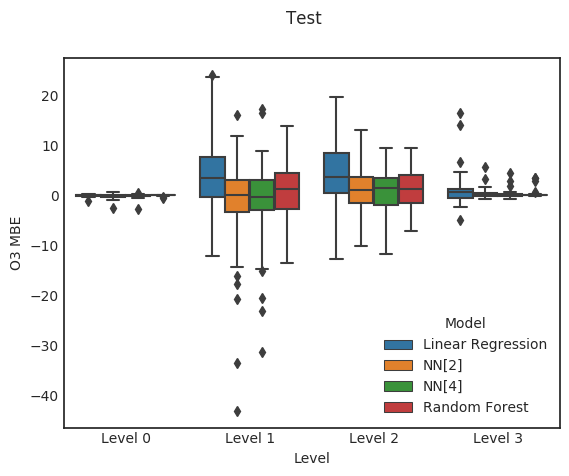 Test
O3 MBE
20
10
0
−10
−20
−30
−40
Model
Linear Regression
NN[2]
NN[4]
Random Forest
Level 0
Level 1
Level 2
Level 3
Level